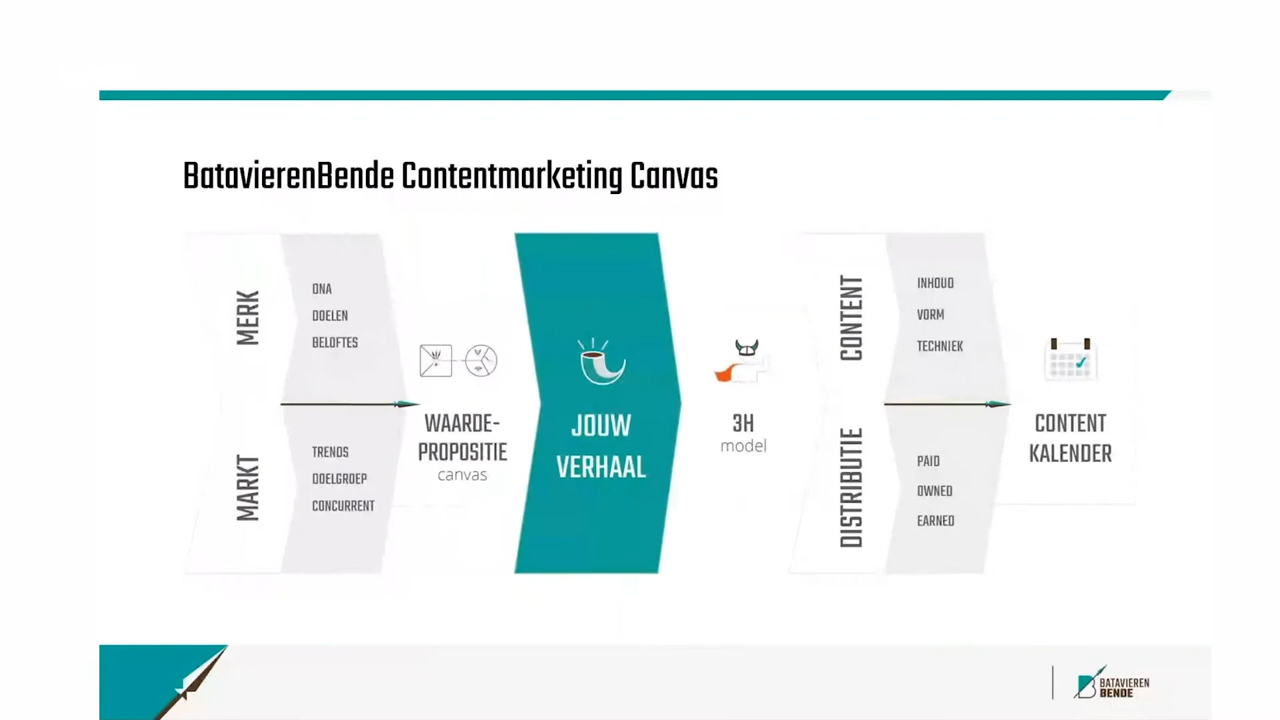 BatavierenBende Contentmarketing Canvas
MERK
DNA
DOELEN
BELOFTES
MARKT
TRENDS
DOELGROEP
CONCURRENT
WAARDE-
PROPOSITIE
canvas
JOUW
VERHAAL
3H
model
CONTENT
INHOUD
VORM
TECHNIEK
DISTRIBUTIE
PAID
OWNED
EARNED
CONTENT
KALENDER
BATAVIEREN
BENDE